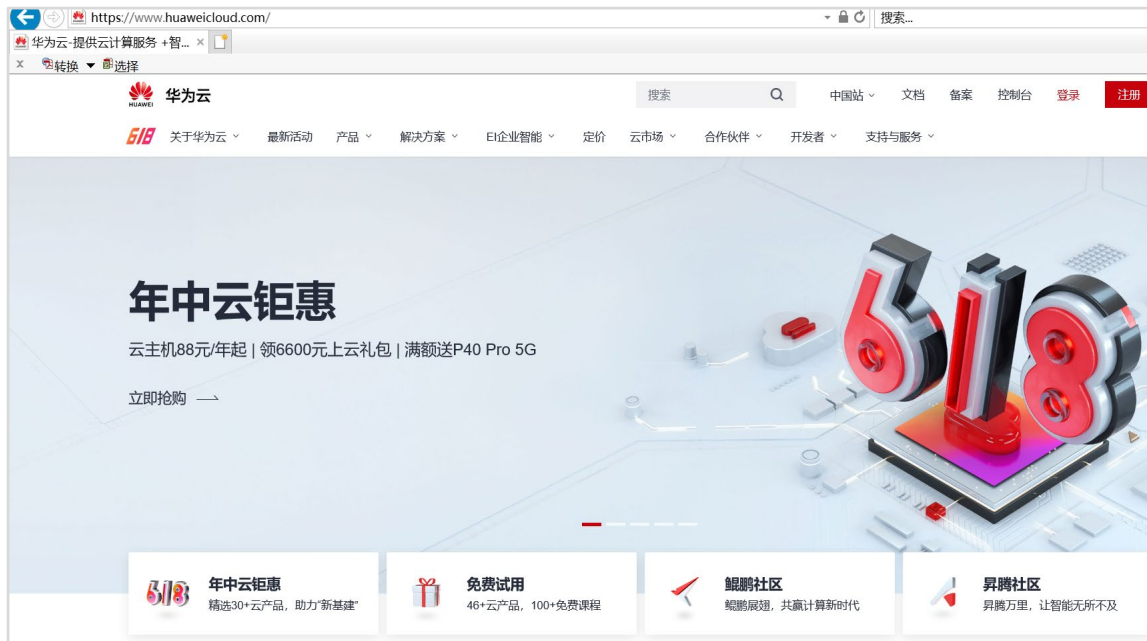 https://www.huaweicloud.com/
搜索...
华为云-提供云计算服务 +智...
x 转换 选择
HUAWEI 华为云 搜索 中国站 文档 备案 控制台 登录 注册
618 关于华为云 最新活动 产品 解决方案 EI企业智能 定价 云市场 合作伙伴 开发者 支持与服务
年中云钜惠
云主机88元/年起 | 领6600元上云礼包 | 满额送P40 Pro 5G
立即抢购
618
618
年中云钜惠
精选30+云产品，助力“新基建”
免费试用
46+云产品，100+免费课程
鲲鹏社区
鲲鹏展翅，共赢计算新时代
昇腾社区
昇腾万里，让智能无所不及